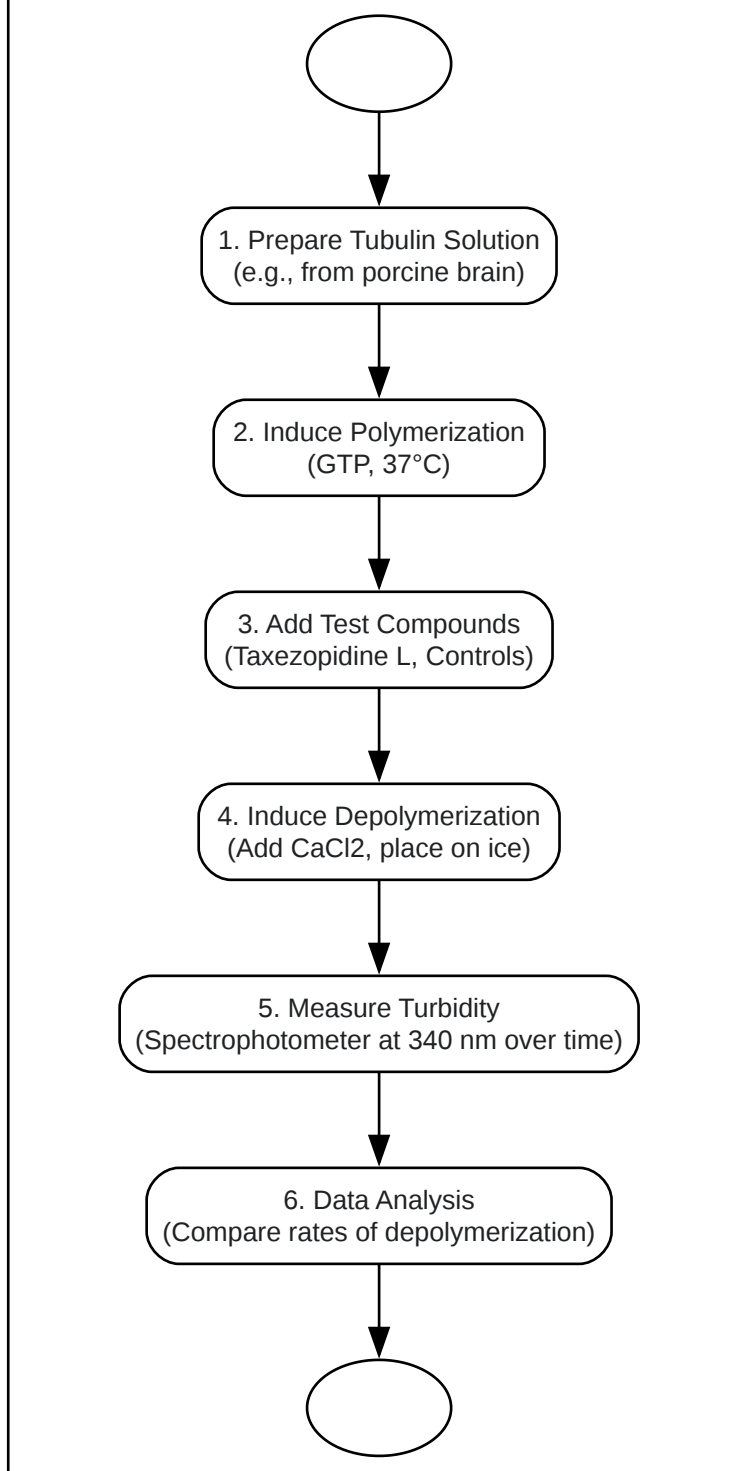 1. Prepare Tubulin Solution
(e.g., from porcine brain)
2. Induce Polymerization
(GTP, 37°C)
3. Add Test Compounds
(Taxezopidine L, Controls)
4. Induce Depolymerization
(Add CaCl2, place on ice)
5. Measure Turbidity
(Spectrophotometer at 340 nm over time)
6. Data Analysis
(Compare rates of depolymerization)